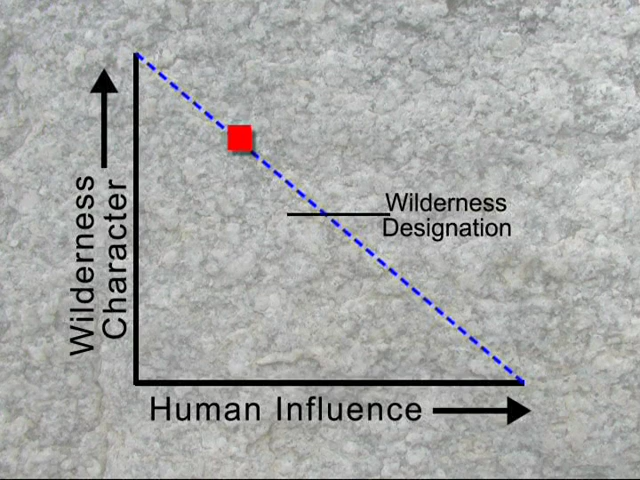 Wilderness
Character
Wilderness
Designation
Human Influence